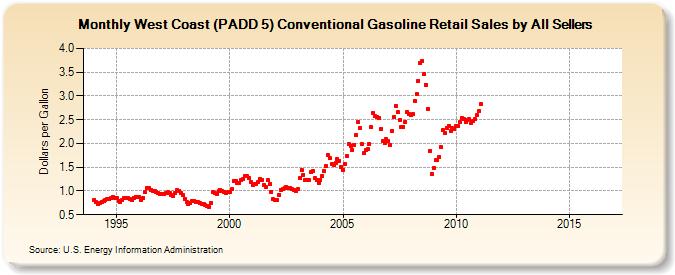 Monthly West Coast (PADD 5) Conventional Gasoline Retail Sales by All Sellers
Dollars per Gallon
4.0
3.5
3.0
2.5
2.0
1.5
1.0
0.5
1995 2000 2005 2010 2015
Source: U.S. Energy Information Administration